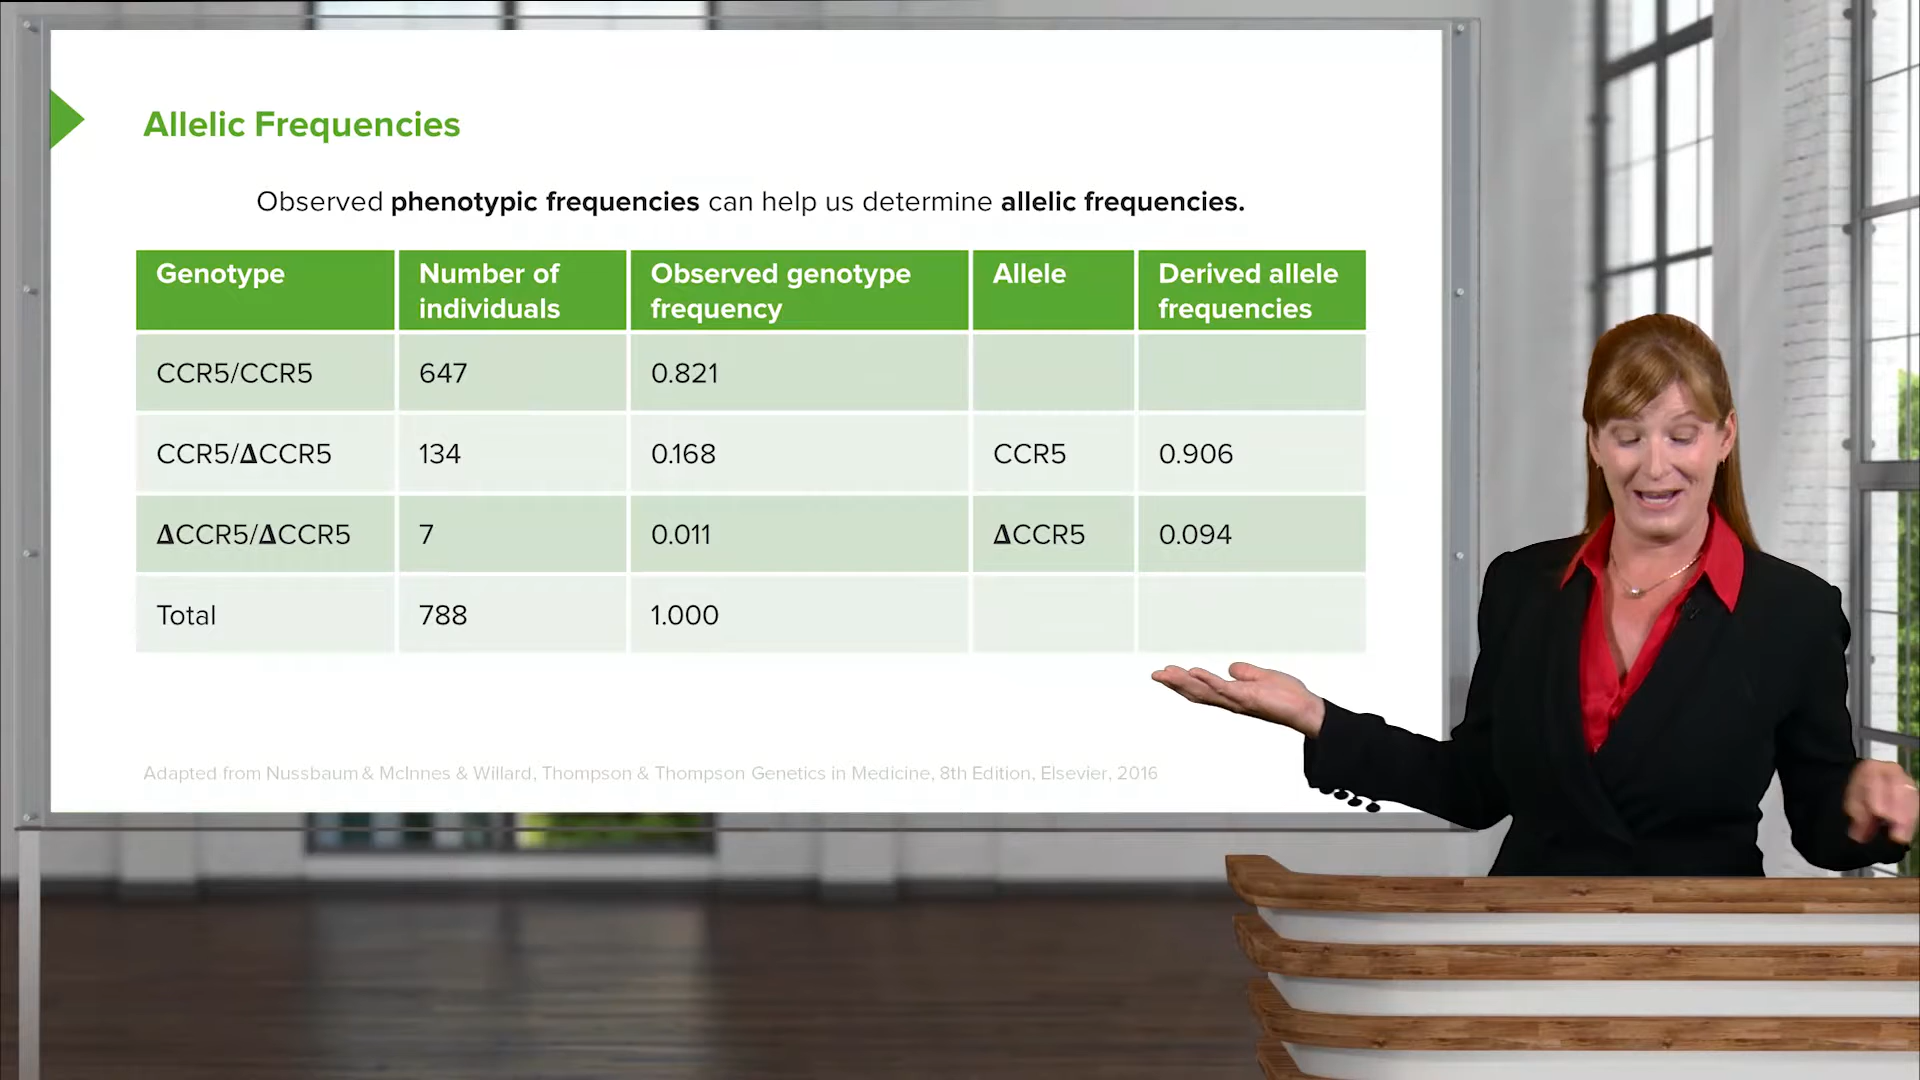 Allelic Frequencies
Observed phenotypic frequencies can help us determine allelic frequencies.
Genotype Number of individuals Observed genotype frequency Allele Derived allele frequencies
CCR5/CCR5 647 0.821
CCR5/ΔCCR5 134 0.168 CCR5 0.906
ΔCCR5/ΔCCR5 7 0.011 ΔCCR5 0.094
Total 788 1.000
Adapted from Nussbaum & McInnes & Willard, Thompson & Thompson Genetics in Medicine, 8th Edition, Elsevier, 2016